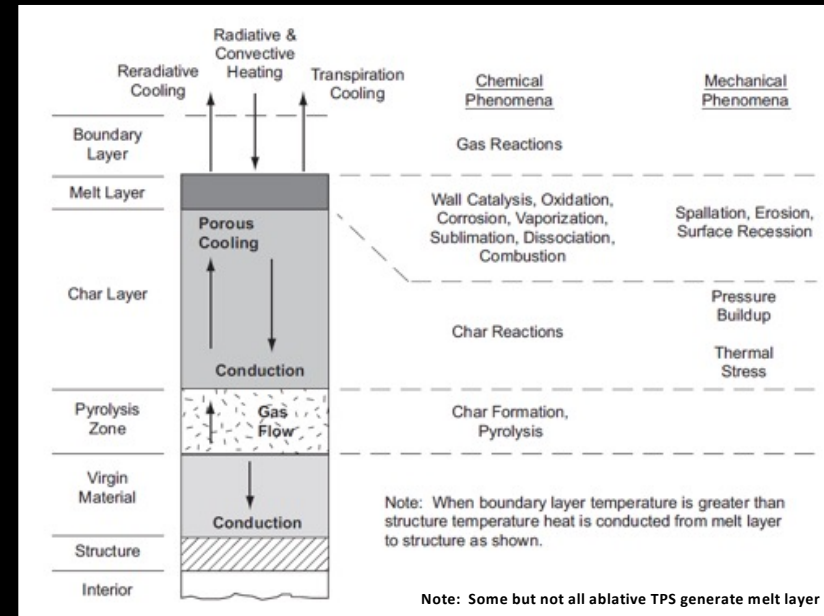 Radiative &
Convective
Heating
Reradiative
Cooling
Transpiration
Cooling
Chemical
Phenomena
Mechanical
Phenomena
Boundary
Layer
Gas Reactions
Melt Layer
Wall Catalysis, Oxidation,
Corrosion, Vaporization,
Sublimation, Dissociation,
Combustion
Spallation, Erosion,
Surface Recession
Porous
Cooling
Char Layer
Conduction
Char Reactions
Pressure
Buildup
Thermal
Stress
Pyrolysis
Zone
Gas
Flow
Char Formation,
Pyrolysis
Virgin
Material
Conduction
Note: When boundary layer temperature is greater than
structure temperature heat is conducted from melt layer
to structure as shown.
Structure
Interior
Note: Some but not all ablative TPS generate melt layer